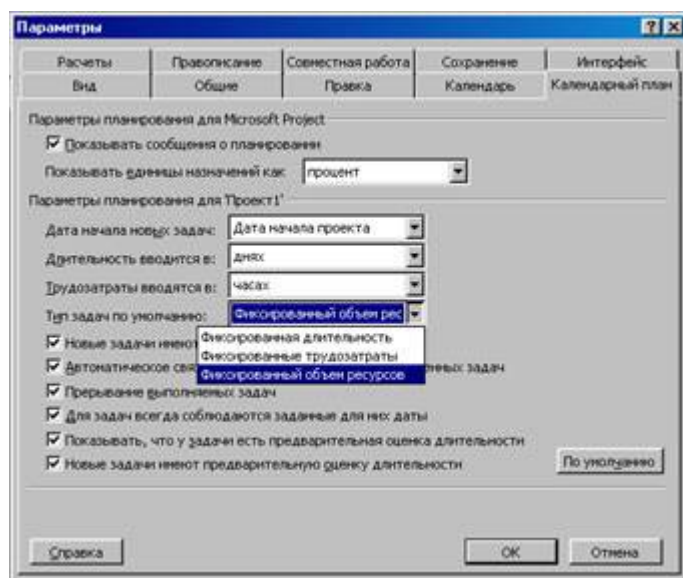 Параметры
Расчеты Правописание Совместная работа Сохранение Интерфейс
Вид Общие Правка Календарь Календарный план
Параметры планирования для Microsoft Project
Показывать сообщения о планировании
Показывать единицы назначений как: процент
Параметры планирования для 'Проект1'
Дата начала новых задач: Дата начала проекта
Длительность вводится в: днях
Трудозатраты вводятся в: часах
Тип задач по умолчанию: Фиксированный объем рес
Новые задачи имеют
Фиксированная длительность
Фиксированные трудозатраты
Автоматическое свя енных задач
Фиксированный объем ресурсов
Прерывание выполняемых задач
Для задач всегда соблюдаются заданные для них даты
Показывать, что у задачи есть предварительная оценка длительности
Новые задачи имеют предварительную оценку длительности
По умолчанию
Справка ОК Отмена